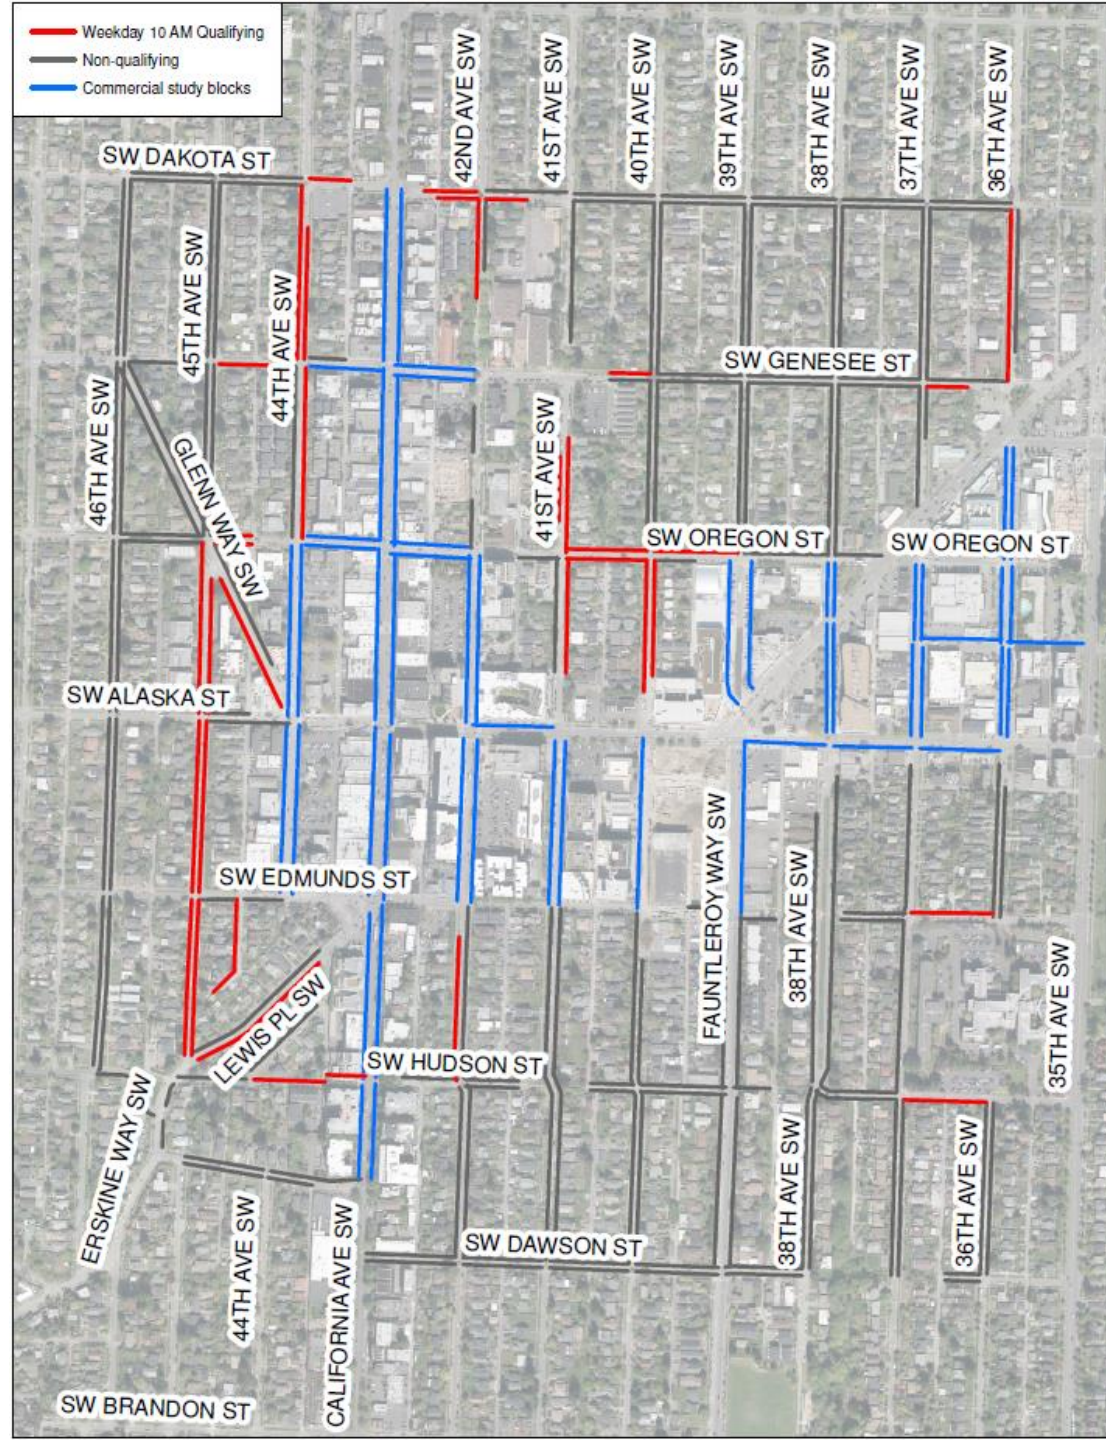 Weekday 10 AM Qualifying
Non-qualifying
Commercial study blocks
42ND AVE SW
41ST AVE SW
40TH AVE SW
39TH AVE SW
38TH AVE SW
37TH AVE SW
36TH AVE SW
SW DAKOTA ST
45TH AVE SW
44TH AVE SW
SW GENESEE ST
46TH AVE SW
GLENN WAY SW
41ST AVE SW
SW OREGON ST
SW OREGON ST
SW ALASKA ST
SW EDMUNDS ST
FAUNTLEROY WAY SW
38TH AVE SW
35TH AVE SW
LEWIS PL SW
SW HUDSON ST
ERSKINE WAY SW
38TH AVE SW
36TH AVE SW
44TH AVE SW
CALIFORNIA AVE SW
SW DAWSON ST
SW BRANDON ST